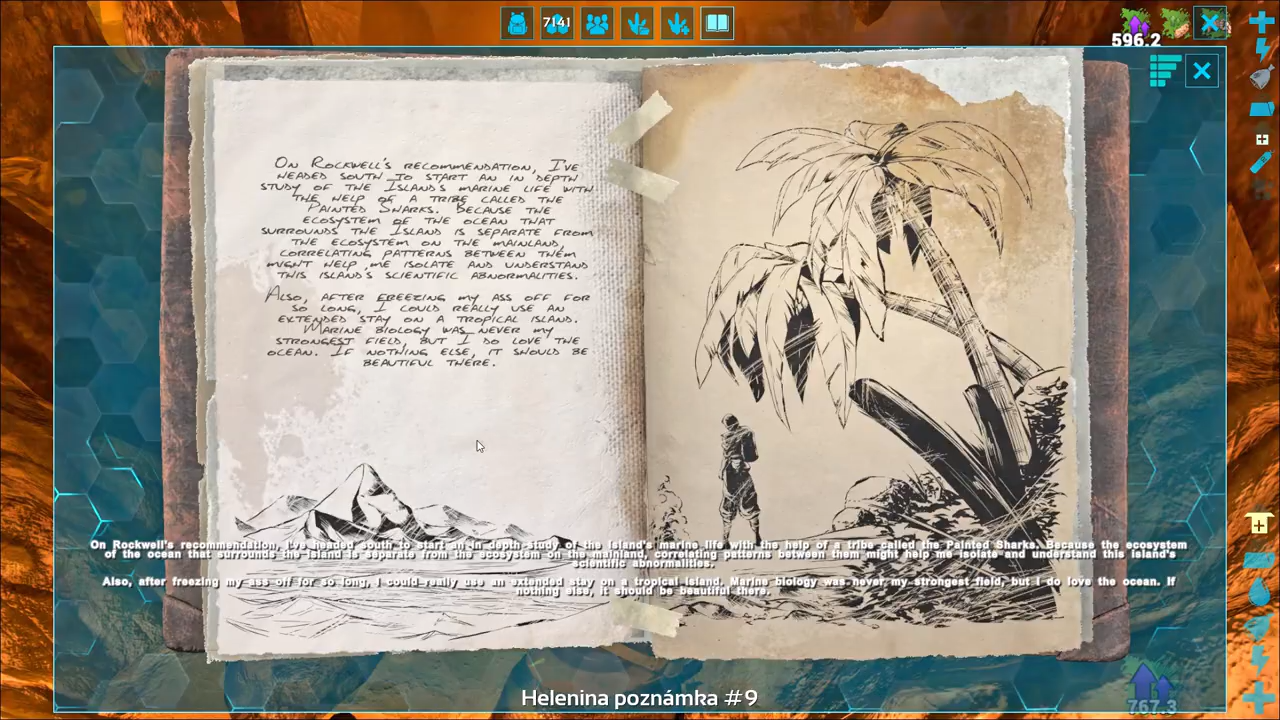 7141
596.2
On Rockwell's recommendation, I've
headed south to start an in depth
study of the Island's marine life with
the help of a tribe called the
Painted Sharks. Because the
ecosystem of the ocean that
surrounds the Island is separate from
the ecosystem on the mainland,
correlating patterns between them
might help me isolate and understand
this island's scientific abnormalities.
Also, after freezing my ass off for
so long, I could really use an
extended stay on a tropical island.
Marine biology was never my
strongest field, but I do love the
ocean. If nothing else, it should be
beautiful there.
On Rockwell's recommendation, I've headed south to start an in depth study of the Island's marine life with the help of a tribe called the Painted Sharks. Because the ecosystem
of the ocean that surrounds the Island is separate from the ecosystem on the mainland, correlating patterns between them might help me isolate and understand this island's
scientific abnormalities.
Also, after freezing my ass off for so long, I could really use an extended stay on a tropical island. Marine biology was never my strongest field, but I do love the ocean. If
nothing else, it should be beautiful there.
Helenina poznámka #9
767.3